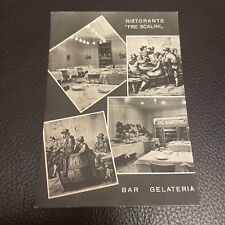 RISTORANTE
"TRE SCALINI„
BAR GELATERIA